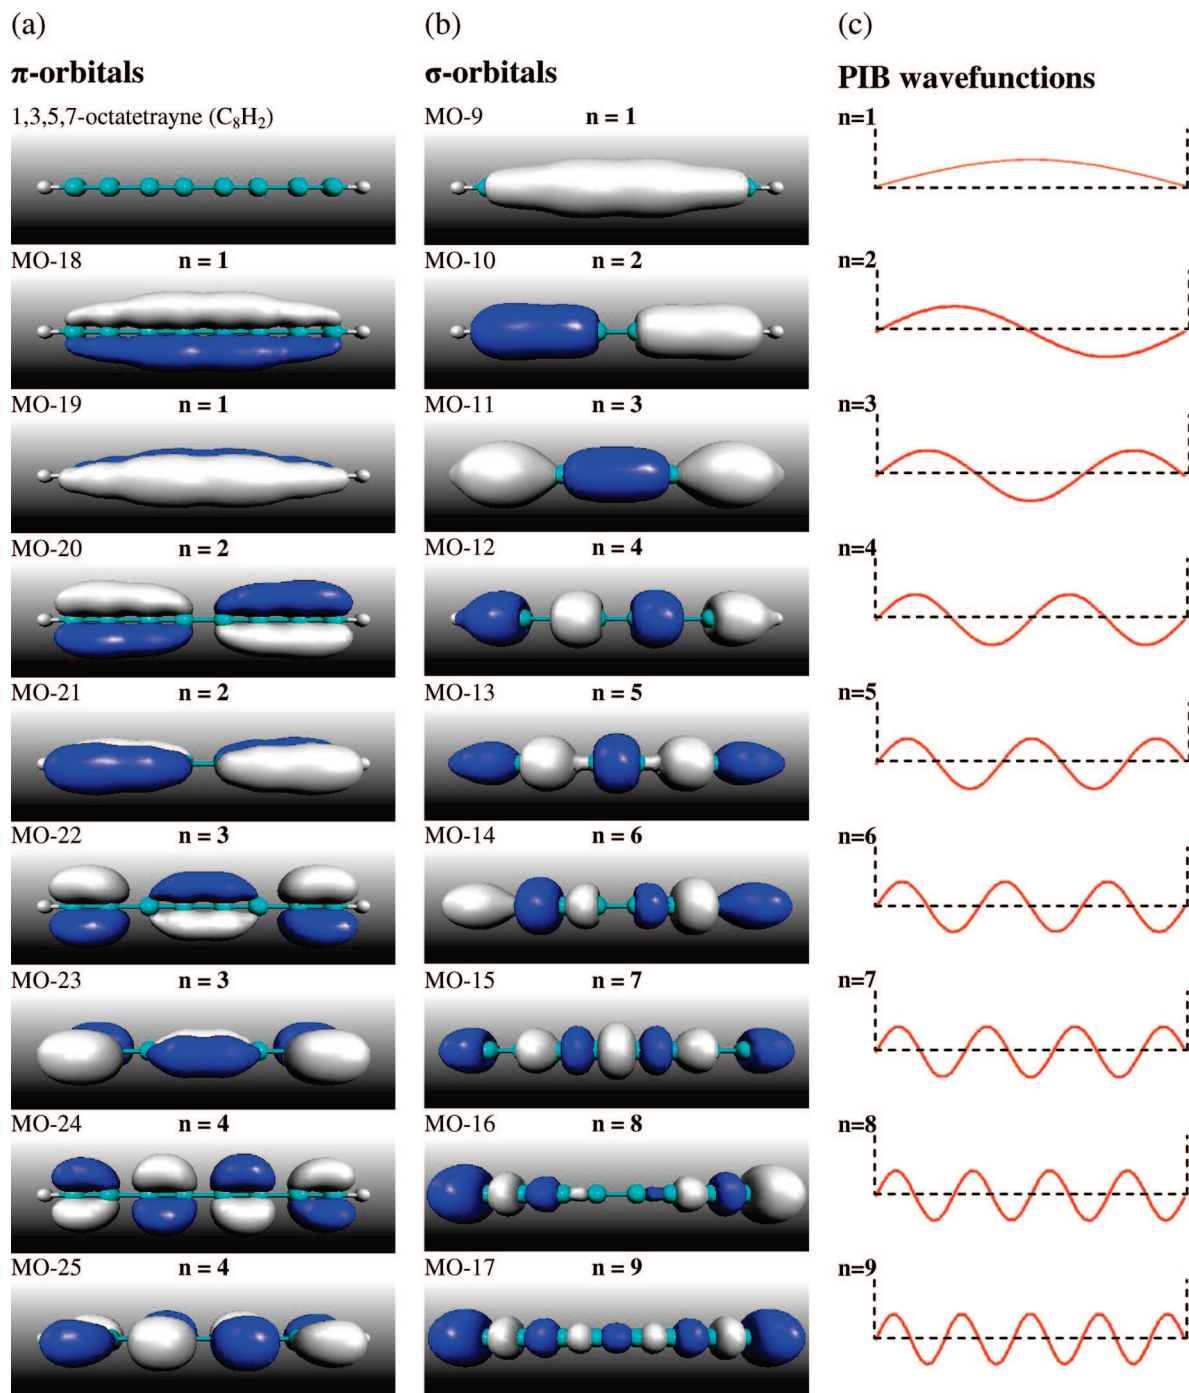 (a)
π-orbitals
1,3,5,7-octatetrayne (C₈H₂)
MO-18 n = 1
MO-19 n = 1
MO-20 n = 2
MO-21 n = 2
MO-22 n = 3
MO-23 n = 3
MO-24 n = 4
MO-25 n = 4
(b)
σ-orbitals
MO-9 n = 1
MO-10 n = 2
MO-11 n = 3
MO-12 n = 4
MO-13 n = 5
MO-14 n = 6
MO-15 n = 7
MO-16 n = 8
MO-17 n = 9
(c)
PIB wavefunctions
n=1
n=2
n=3
n=4
n=5
n=6
n=7
n=8
n=9